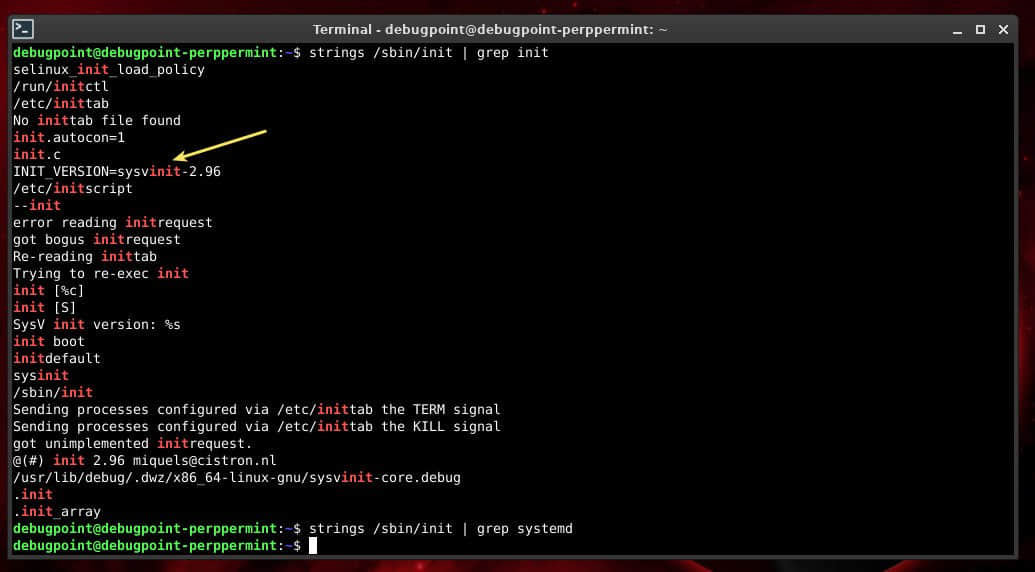 Terminal - debugpoint@debugpoint-perppermint: ~
debugpoint@debugpoint-perppermint:~$ strings /sbin/init | grep init
selinux_init_load_policy
/run/initctl
/etc/inittab
No inittab file found
init.autocon=1
init.c
INIT_VERSION=sysvinit-2.96
/etc/initscript
--init
error reading initrequest
got bogus initrequest
Re-reading inittab
Trying to re-exec init
init [%c]
init [S]
SysV init version: %s
init boot
initdefault
sysinit
/sbin/init
Sending processes configured via /etc/inittab the TERM signal
Sending processes configured via /etc/inittab the KILL signal
got unimplemented initrequest.
@(#) init 2.96 miquels@cistron.nl
/usr/lib/debug/.dwz/x86_64-linux-gnu/sysvinit-core.debug
.init
.init_array
debugpoint@debugpoint-perppermint:~$ strings /sbin/init | grep systemd
debugpoint@debugpoint-perppermint:~$